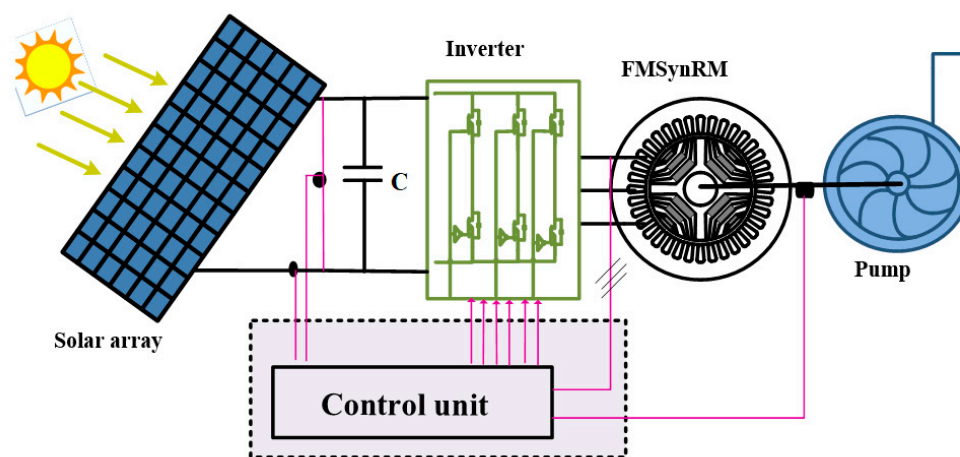 Inverter
FMSynRM
C
Pump
Solar array
Control unit